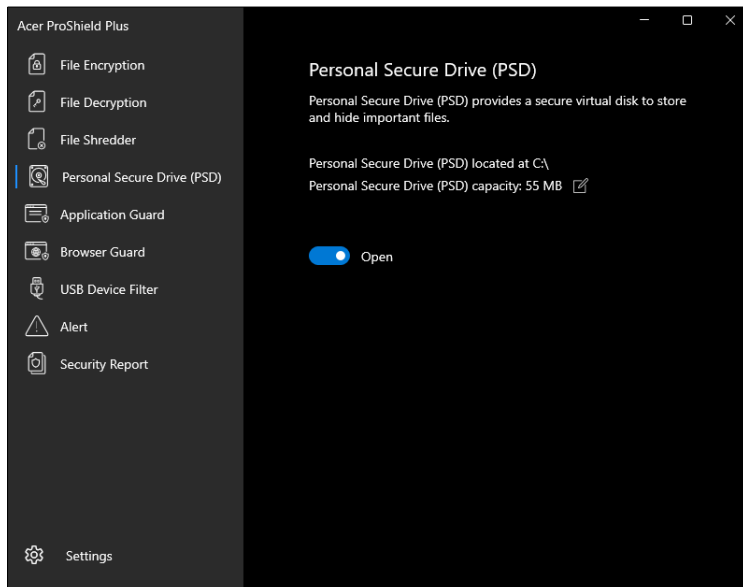 Acer ProShield Plus
File Encryption
File Decryption
File Shredder
Personal Secure Drive (PSD)
Application Guard
Browser Guard
USB Device Filter
Alert
Security Report
Settings
Personal Secure Drive (PSD)
Personal Secure Drive (PSD) provides a secure virtual disk to store
and hide important files.
Personal Secure Drive (PSD) located at C:\
Personal Secure Drive (PSD) capacity: 55 MB
Open